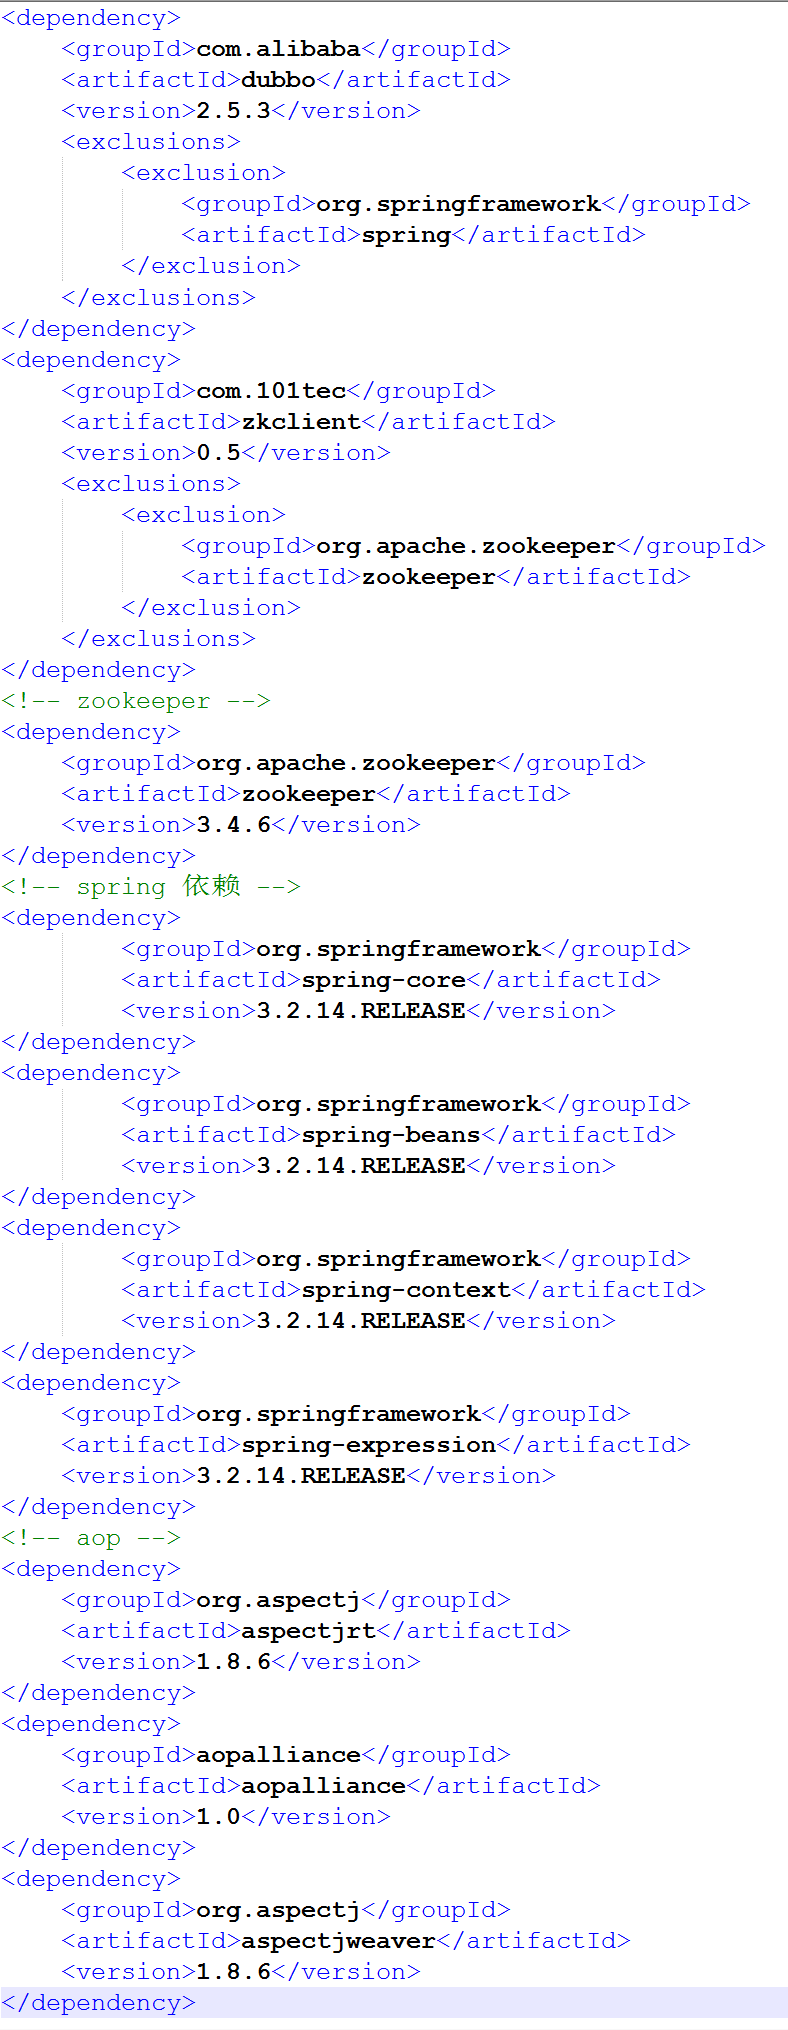 <dependency>
    <groupId>com.alibaba</groupId>
    <artifactId>dubbo</artifactId>
    <version>2.5.3</version>
    <exclusions>
        <exclusion>
            <groupId>org.springframework</groupId>
            <artifactId>spring</artifactId>
        </exclusion>
    </exclusions>
</dependency>
<dependency>
    <groupId>com.101tec</groupId>
    <artifactId>zkclient</artifactId>
    <version>0.5</version>
    <exclusions>
        <exclusion>
            <groupId>org.apache.zookeeper</groupId>
            <artifactId>zookeeper</artifactId>
        </exclusion>
    </exclusions>
</dependency>
<!-- zookeeper -->
<dependency>
    <groupId>org.apache.zookeeper</groupId>
    <artifactId>zookeeper</artifactId>
    <version>3.4.6</version>
</dependency>
<!-- spring 依赖 -->
<dependency>
        <groupId>org.springframework</groupId>
        <artifactId>spring-core</artifactId>
        <version>3.2.14.RELEASE</version>
</dependency>
<dependency>
        <groupId>org.springframework</groupId>
        <artifactId>spring-beans</artifactId>
        <version>3.2.14.RELEASE</version>
</dependency>
<dependency>
        <groupId>org.springframework</groupId>
        <artifactId>spring-context</artifactId>
        <version>3.2.14.RELEASE</version>
</dependency>
<dependency>
    <groupId>org.springframework</groupId>
    <artifactId>spring-expression</artifactId>
    <version>3.2.14.RELEASE</version>
</dependency>
<!-- aop -->
<dependency>
    <groupId>org.aspectj</groupId>
    <artifactId>aspectjrt</artifactId>
    <version>1.8.6</version>
</dependency>
<dependency>
    <groupId>aopalliance</groupId>
    <artifactId>aopalliance</artifactId>
    <version>1.0</version>
</dependency>
<dependency>
    <groupId>org.aspectj</groupId>
    <artifactId>aspectjweaver</artifactId>
    <version>1.8.6</version>
</dependency>